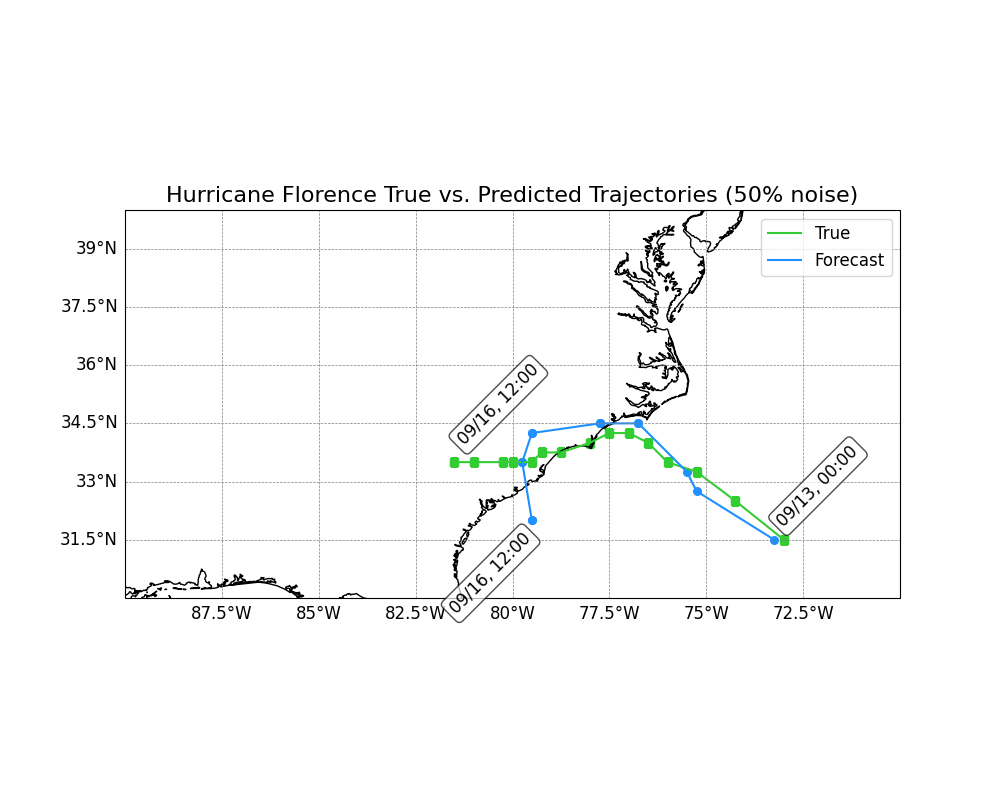 Hurricane Florence True vs. Predicted Trajectories (50% noise)
True
Forecast
39°N
37.5°N
36°N
34.5°N
33°N
31.5°N
09/16, 12:00
09/13, 00:00
09/16, 12:00
87.5°W
85°W
82.5°W
80°W
77.5°W
75°W
72.5°W